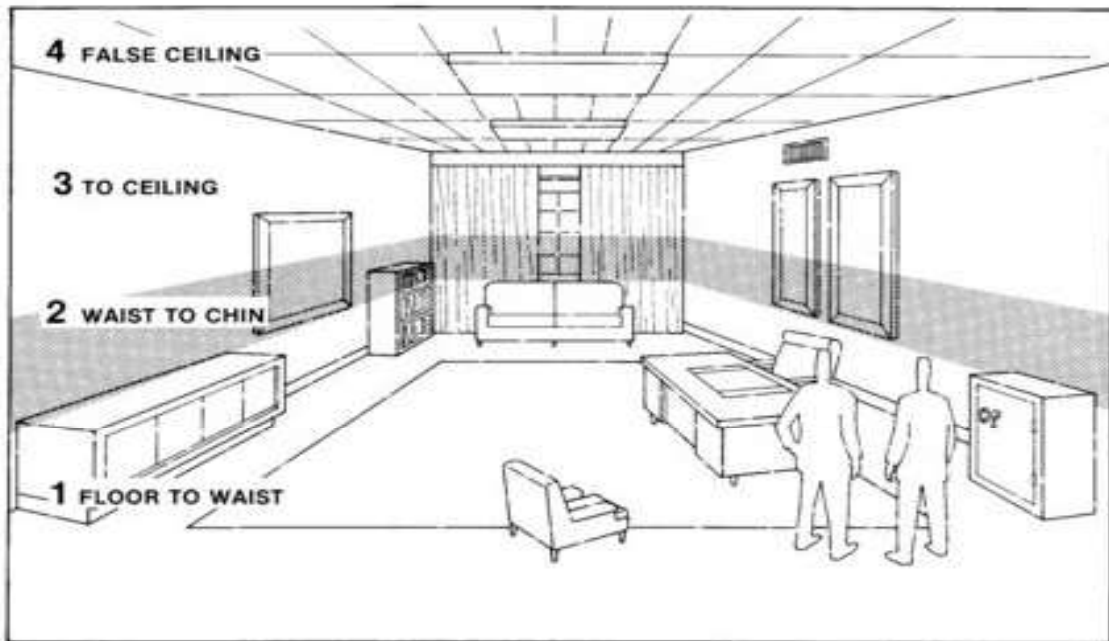 4 FALSE CEILING
3 TO CEILING
2 WAIST TO CHIN
1 FLOOR TO WAIST